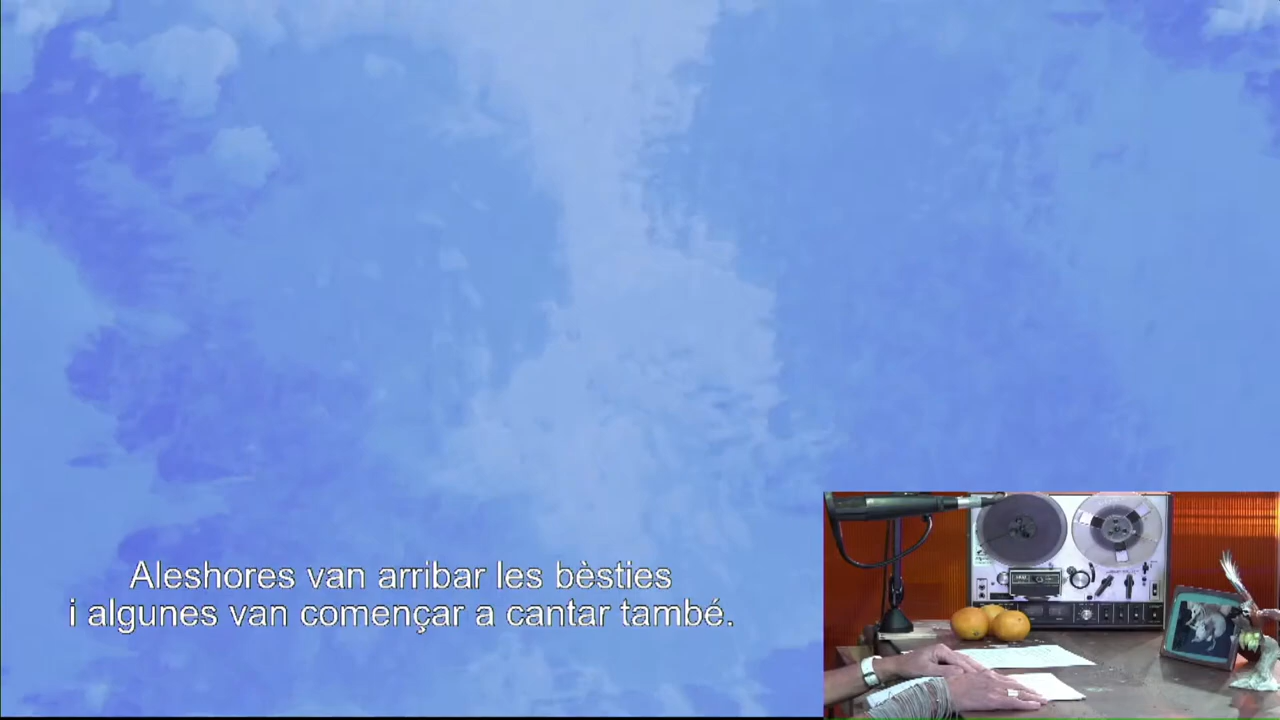 Aleshores van arribar les bèsties
i algunes van començar a cantar també.